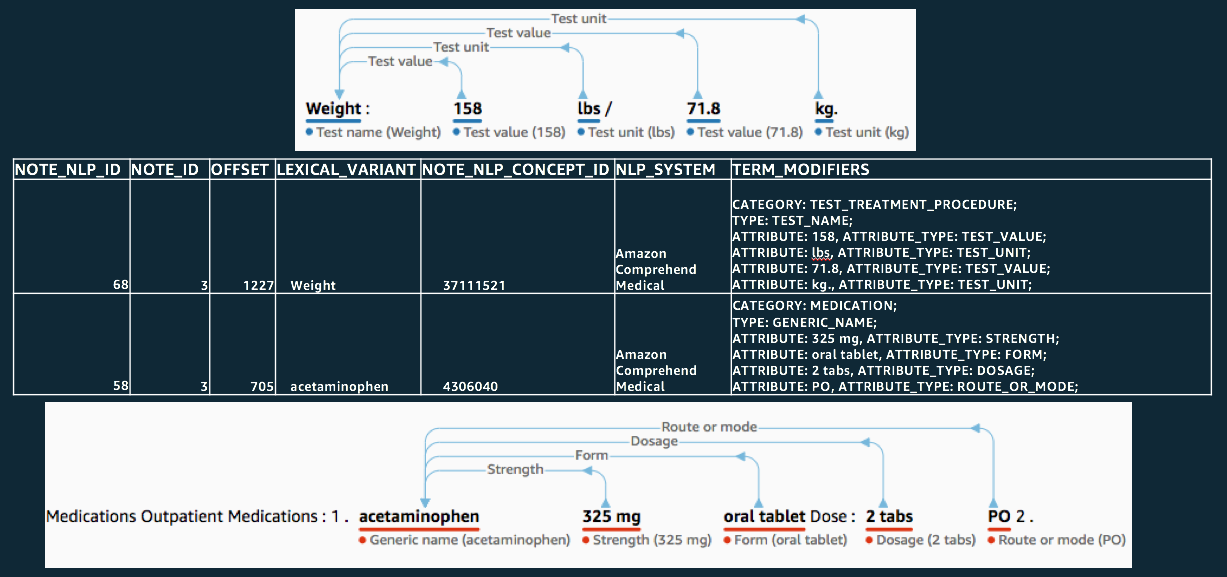 Test unit
Test value
Test unit
Test value
Weight : 158 lbs / 71.8 kg.
Test name (Weight) Test value (158) Test unit (lbs) Test value (71.8) Test unit (kg)
NOTE_NLP_ID NOTE_ID OFFSET LEXICAL_VARIANT NOTE_NLP_CONCEPT_ID NLP_SYSTEM TERM_MODIFIERS
CATEGORY: TEST_TREATMENT_PROCEDURE;
TYPE: TEST_NAME;
ATTRIBUTE: 158, ATTRIBUTE_TYPE: TEST_VALUE;
Amazon ATTRIBUTE: lbs, ATTRIBUTE_TYPE: TEST_UNIT;
Comprehend ATTRIBUTE: 71.8, ATTRIBUTE_TYPE: TEST_VALUE;
68 3 1227 Weight 37111521 Medical ATTRIBUTE: kg., ATTRIBUTE_TYPE: TEST_UNIT;
CATEGORY: MEDICATION;
TYPE: GENERIC_NAME;
ATTRIBUTE: 325 mg, ATTRIBUTE_TYPE: STRENGTH;
Amazon ATTRIBUTE: oral tablet, ATTRIBUTE_TYPE: FORM;
Comprehend ATTRIBUTE: 2 tabs, ATTRIBUTE_TYPE: DOSAGE;
58 3 705 acetaminophen 4306040 Medical ATTRIBUTE: PO, ATTRIBUTE_TYPE: ROUTE_OR_MODE;
Route or mode
Dosage
Form
Strength
Medications Outpatient Medications : 1 . acetaminophen 325 mg oral tablet Dose : 2 tabs PO 2 .
Generic name (acetaminophen) Strength (325 mg) Form (oral tablet) Dosage (2 tabs) Route or mode (PO)